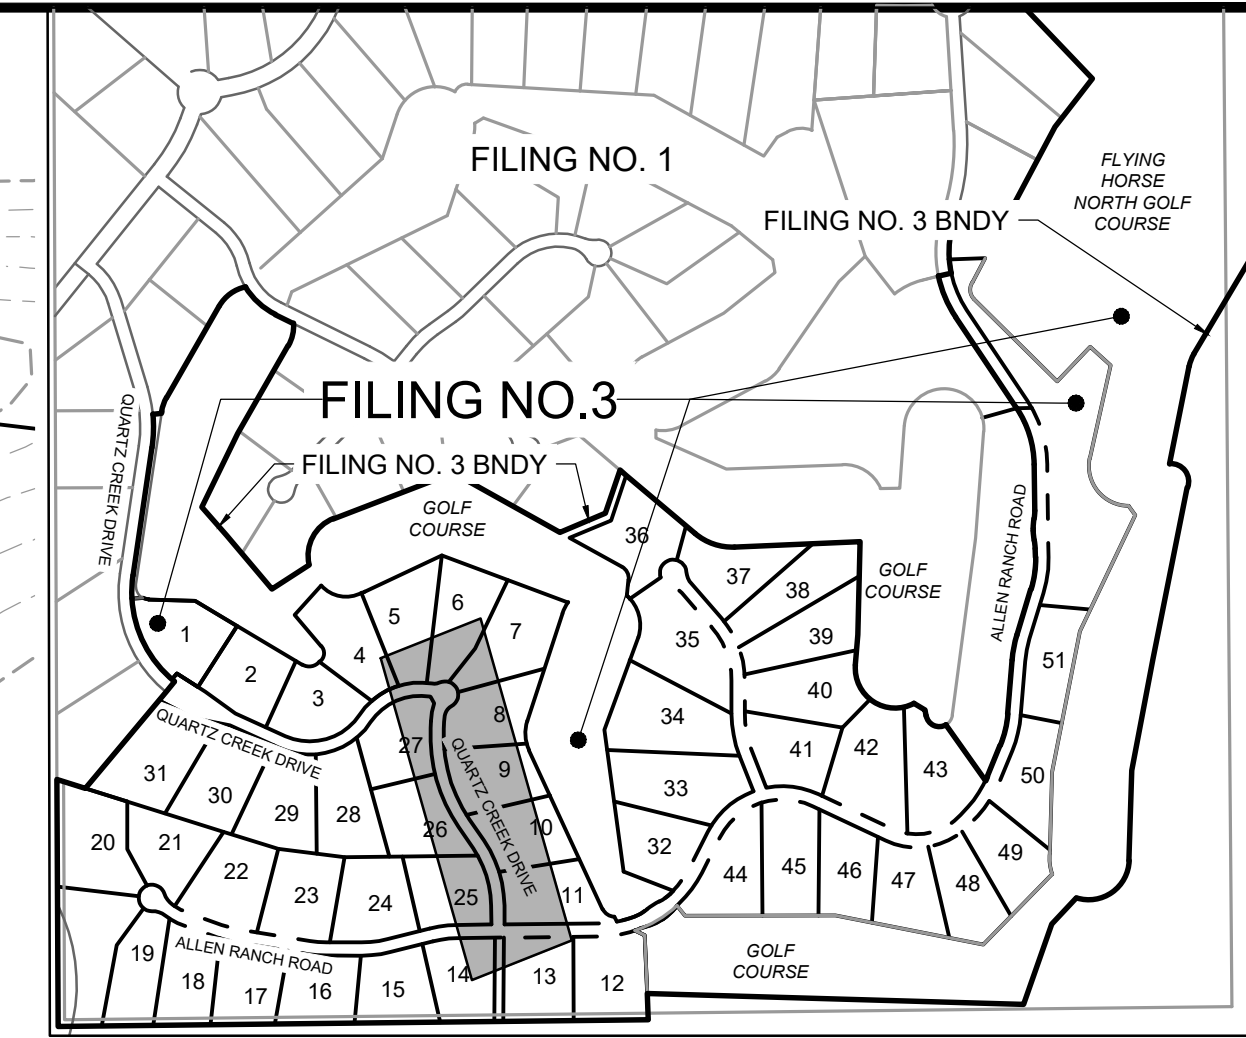 FILING NO. 1
FLYING
HORSE
NORTH GOLF
COURSE
FILING NO. 3 BNDY
FILING NO.3
QUARTZ CREEK DRIVE
FILING NO. 3 BNDY
GOLF
COURSE
ALLEN RANCH ROAD
GOLF
COURSE
36
37
38
39
40
35
34
33
32
41
42
43
51
50
49
48
47
46
45
44
5
6
7
4
1
2
3
8
9
10
11
27
26
25
QUARTZ CREEK DRIVE
QUARTZ CREEK DRIVE
31
30
29
28
20
21
22
23
24
ALLEN RANCH ROAD
19
18
17
16
15
14
13
12
GOLF
COURSE